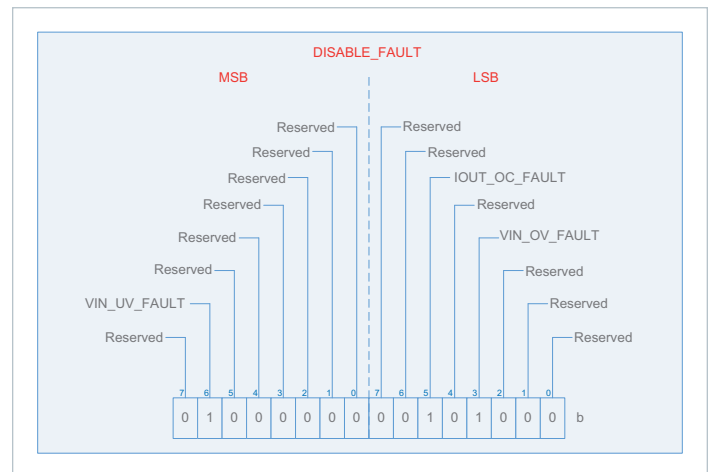 DISABLE_FAULT
MSB LSB
Reserved Reserved
Reserved Reserved
Reserved IOUT_OC_FAULT
Reserved Reserved
Reserved VIN_OV_FAULT
Reserved Reserved
VIN_UV_FAULT Reserved
Reserved Reserved
7 6 5 4 3 2 1 0 7 6 5 4 3 2 1 0
0 1 0 0 0 0 0 0 0 0 1 0 1 0 0 0 b